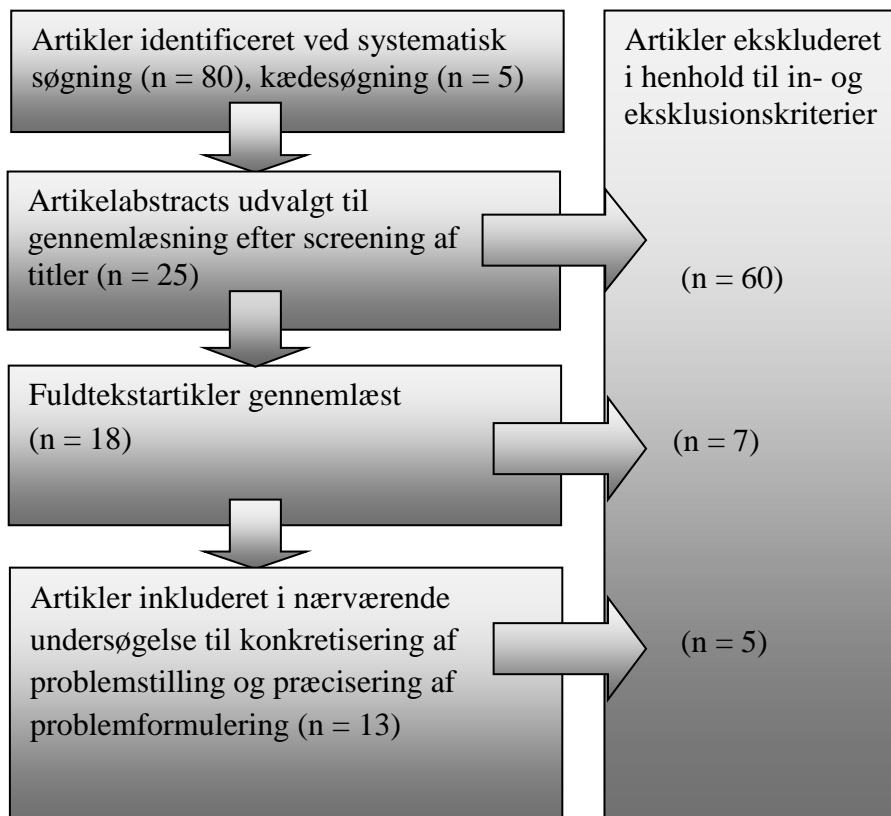 Artikler identificeret ved systematisk
søgning (n = 80), kædesøgning (n = 5)
Artikler ekskluderet
i henhold til in- og
eksklusionskriterier
Artikelabstracts udvalgt til
gennemlæsning efter screening af
titler (n = 25)
(n = 60)
Fuldtekstartikler gennemlæst
(n = 18)
(n = 7)
Artikler inkluderet i nærværende
undersøgelse til konkretisering af
problemstilling og præcisering af
problemformulering (n = 13)
(n = 5)